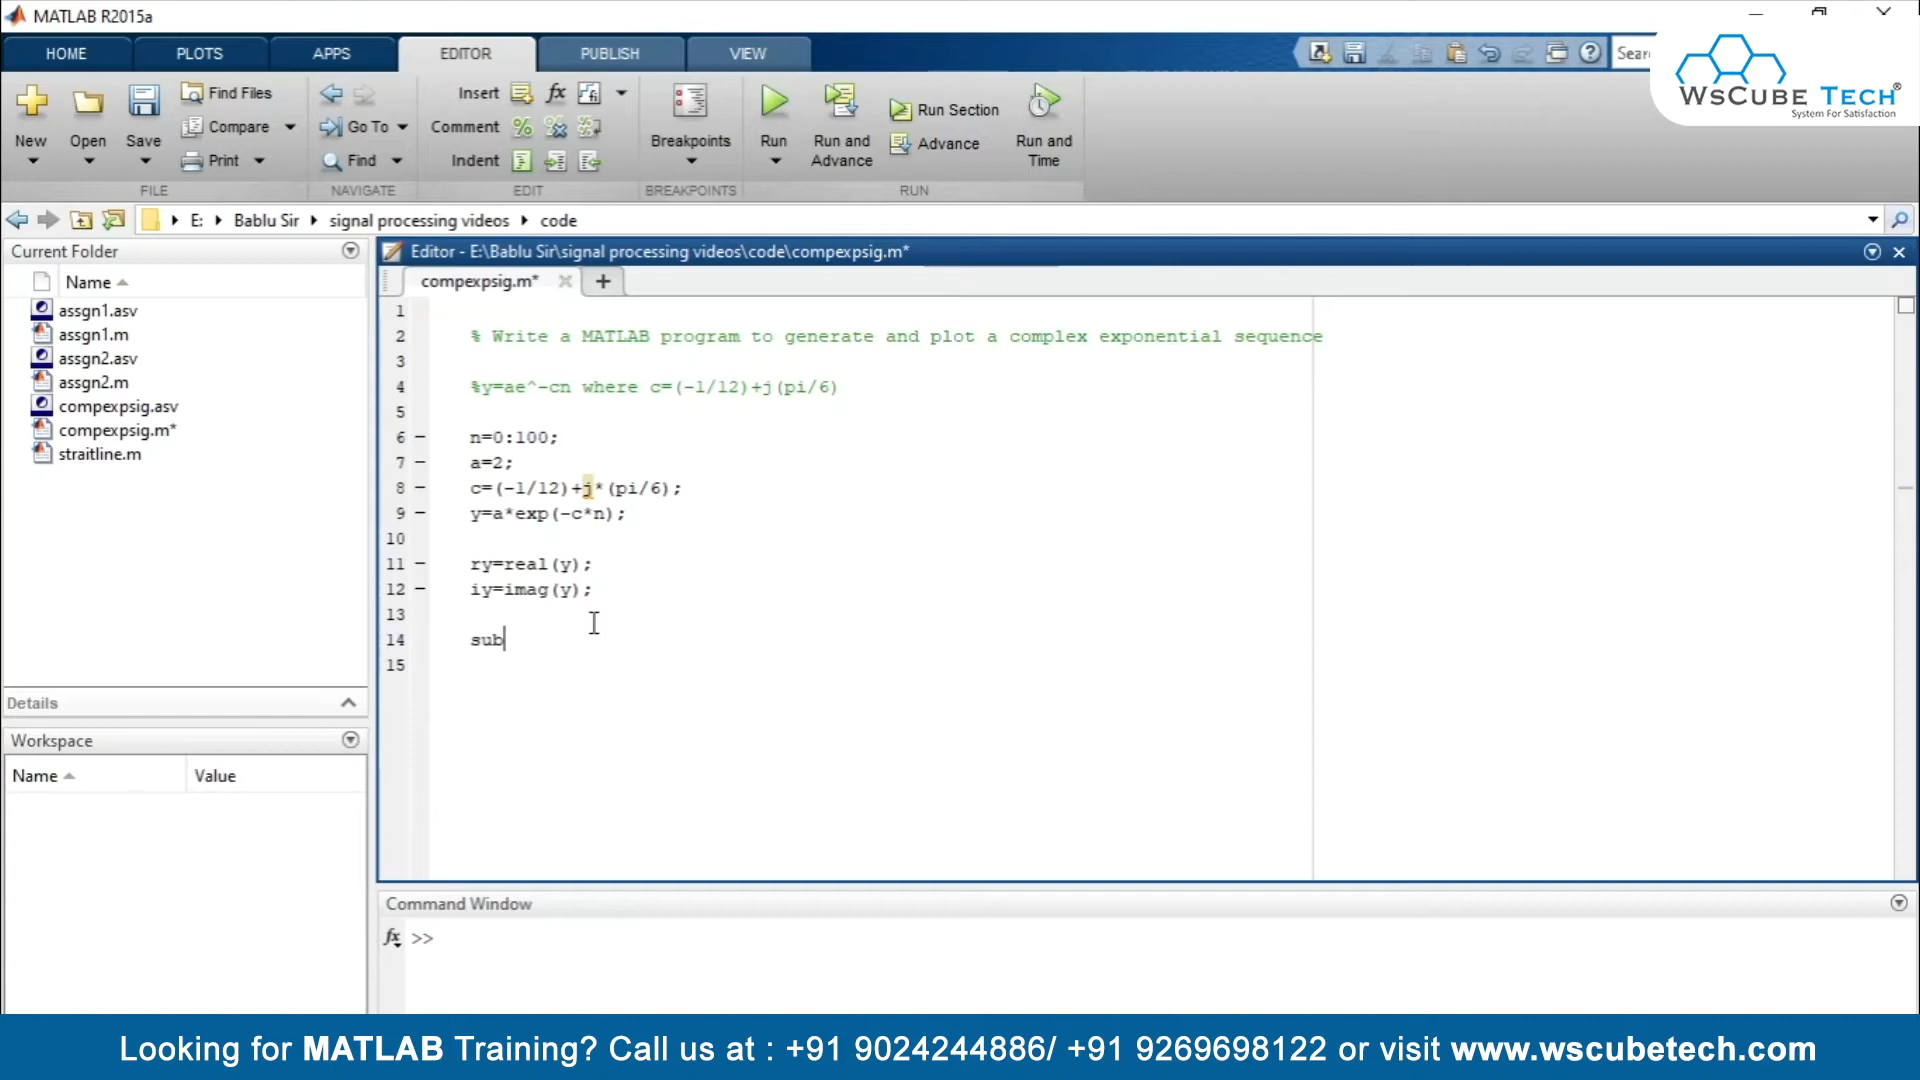 MATLAB R2015a
HOME PLOTS APPS EDITOR PUBLISH VIEW
WsCube Tech®
System For Satisfaction
New Open Save Find Files Compare Print
FILE
Go To Find
NAVIGATE
Insert Comment Indent
EDIT
Breakpoints
BREAKPOINTS
Run Run and Advance Run Section Advance Run and Time
RUN
E: Bablu Sir signal processing videos code
Current Folder
Name
assgn1.asv
assgn1.m
assgn2.asv
assgn2.m
compexpsig.asv
compexpsig.m*
straitline.m
Details
Workspace
Name Value
Editor - E:\Bablu Sir\signal processing videos\code\compexpsig.m*
compexpsig.m*
1
2 % Write a MATLAB program to generate and plot a complex exponential sequence
3
4 %y=ae^-cn where c=(-1/12)+j(pi/6)
5
6 – n=0:100;
7 – a=2;
8 – c=(-1/12)+j*(pi/6);
9 – y=a*exp(-c*n);
10
11 – ry=real(y);
12 – iy=imag(y);
13
14 sub
15
Command Window
fx >>
Looking for MATLAB Training? Call us at : +91 9024244886/ +91 9269698122 or visit www.wscubetech.com